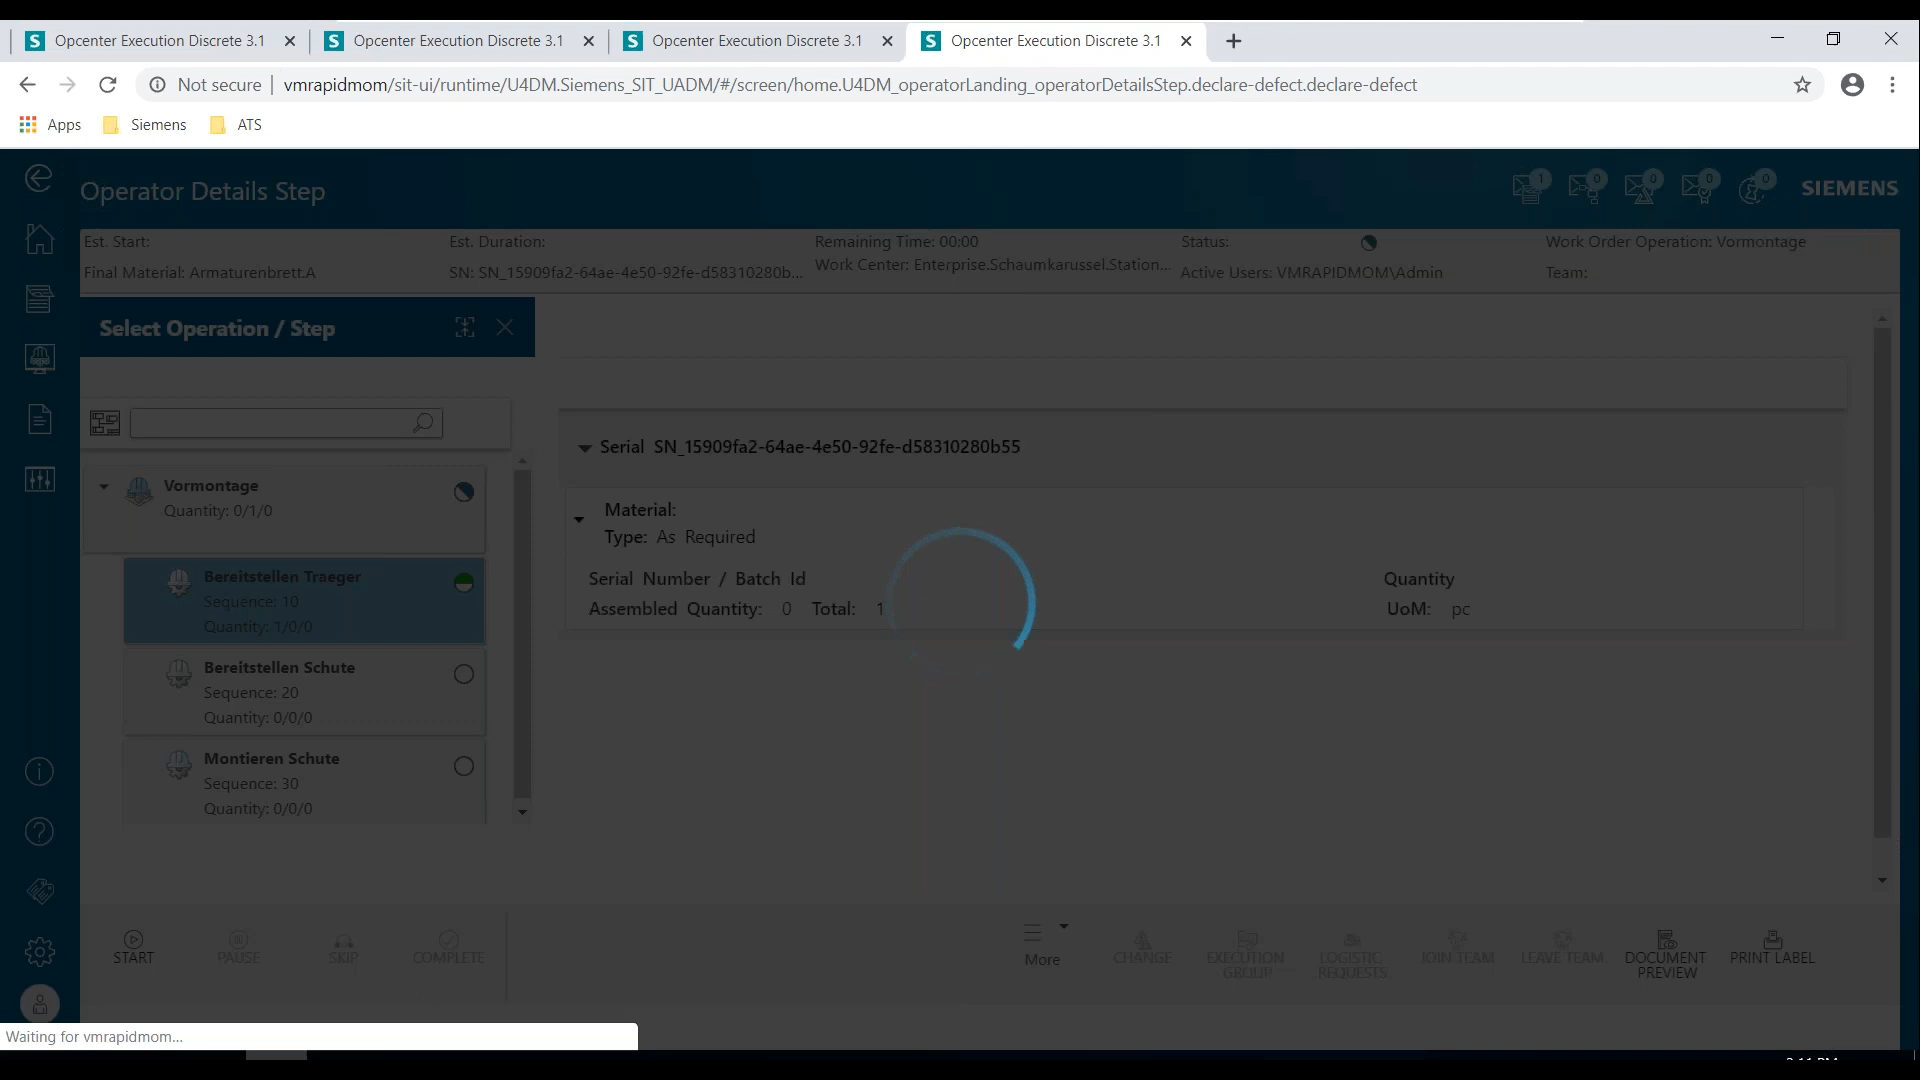 Opcenter Execution Discrete 3.1
Opcenter Execution Discrete 3.1
Opcenter Execution Discrete 3.1
Opcenter Execution Discrete 3.1
Not secure
vmrapidmom/sit-ui/runtime/U4DM.Siemens_SIT_UADM/#/screen/home.U4DM_operatorLanding_operatorDetailsStep.declare-defect.declare-defect
Apps
Siemens
ATS
Operator Details Step
1
0
0
0
0
SIEMENS
Est. Start:
Est. Duration:
Remaining Time: 00:00
Status:
Work Order Operation: Vormontage
Final Material: Armaturenbrett.A
SN: SN_15909fa2-64ae-4e50-92fe-d58310280b...
Work Center: Enterprise.Schaumkarussel.Station...
Active Users: VMRAPIDMOM\Admin
Team:
Select Operation / Step
Serial SN_15909fa2-64ae-4e50-92fe-d58310280b55
Vormontage
Quantity: 0/1/0
Material:
Type: As Required
Bereitstellen Traeger
Sequence: 10
Quantity: 1/0/0
Serial Number / Batch Id
Quantity
Assembled Quantity: 0 Total: 1
UoM: pc
Bereitstellen Schute
Sequence: 20
Quantity: 0/0/0
Montieren Schute
Sequence: 30
Quantity: 0/0/0
START
PAUSE
SKIP
COMPLETE
More
CHANGE
EXECUTION
GROUP
LOGISTIC
REQUESTS
JOIN TEAM
LEAVE TEAM
DOCUMENT
PREVIEW
PRINT LABEL
Waiting for vmrapidmom...